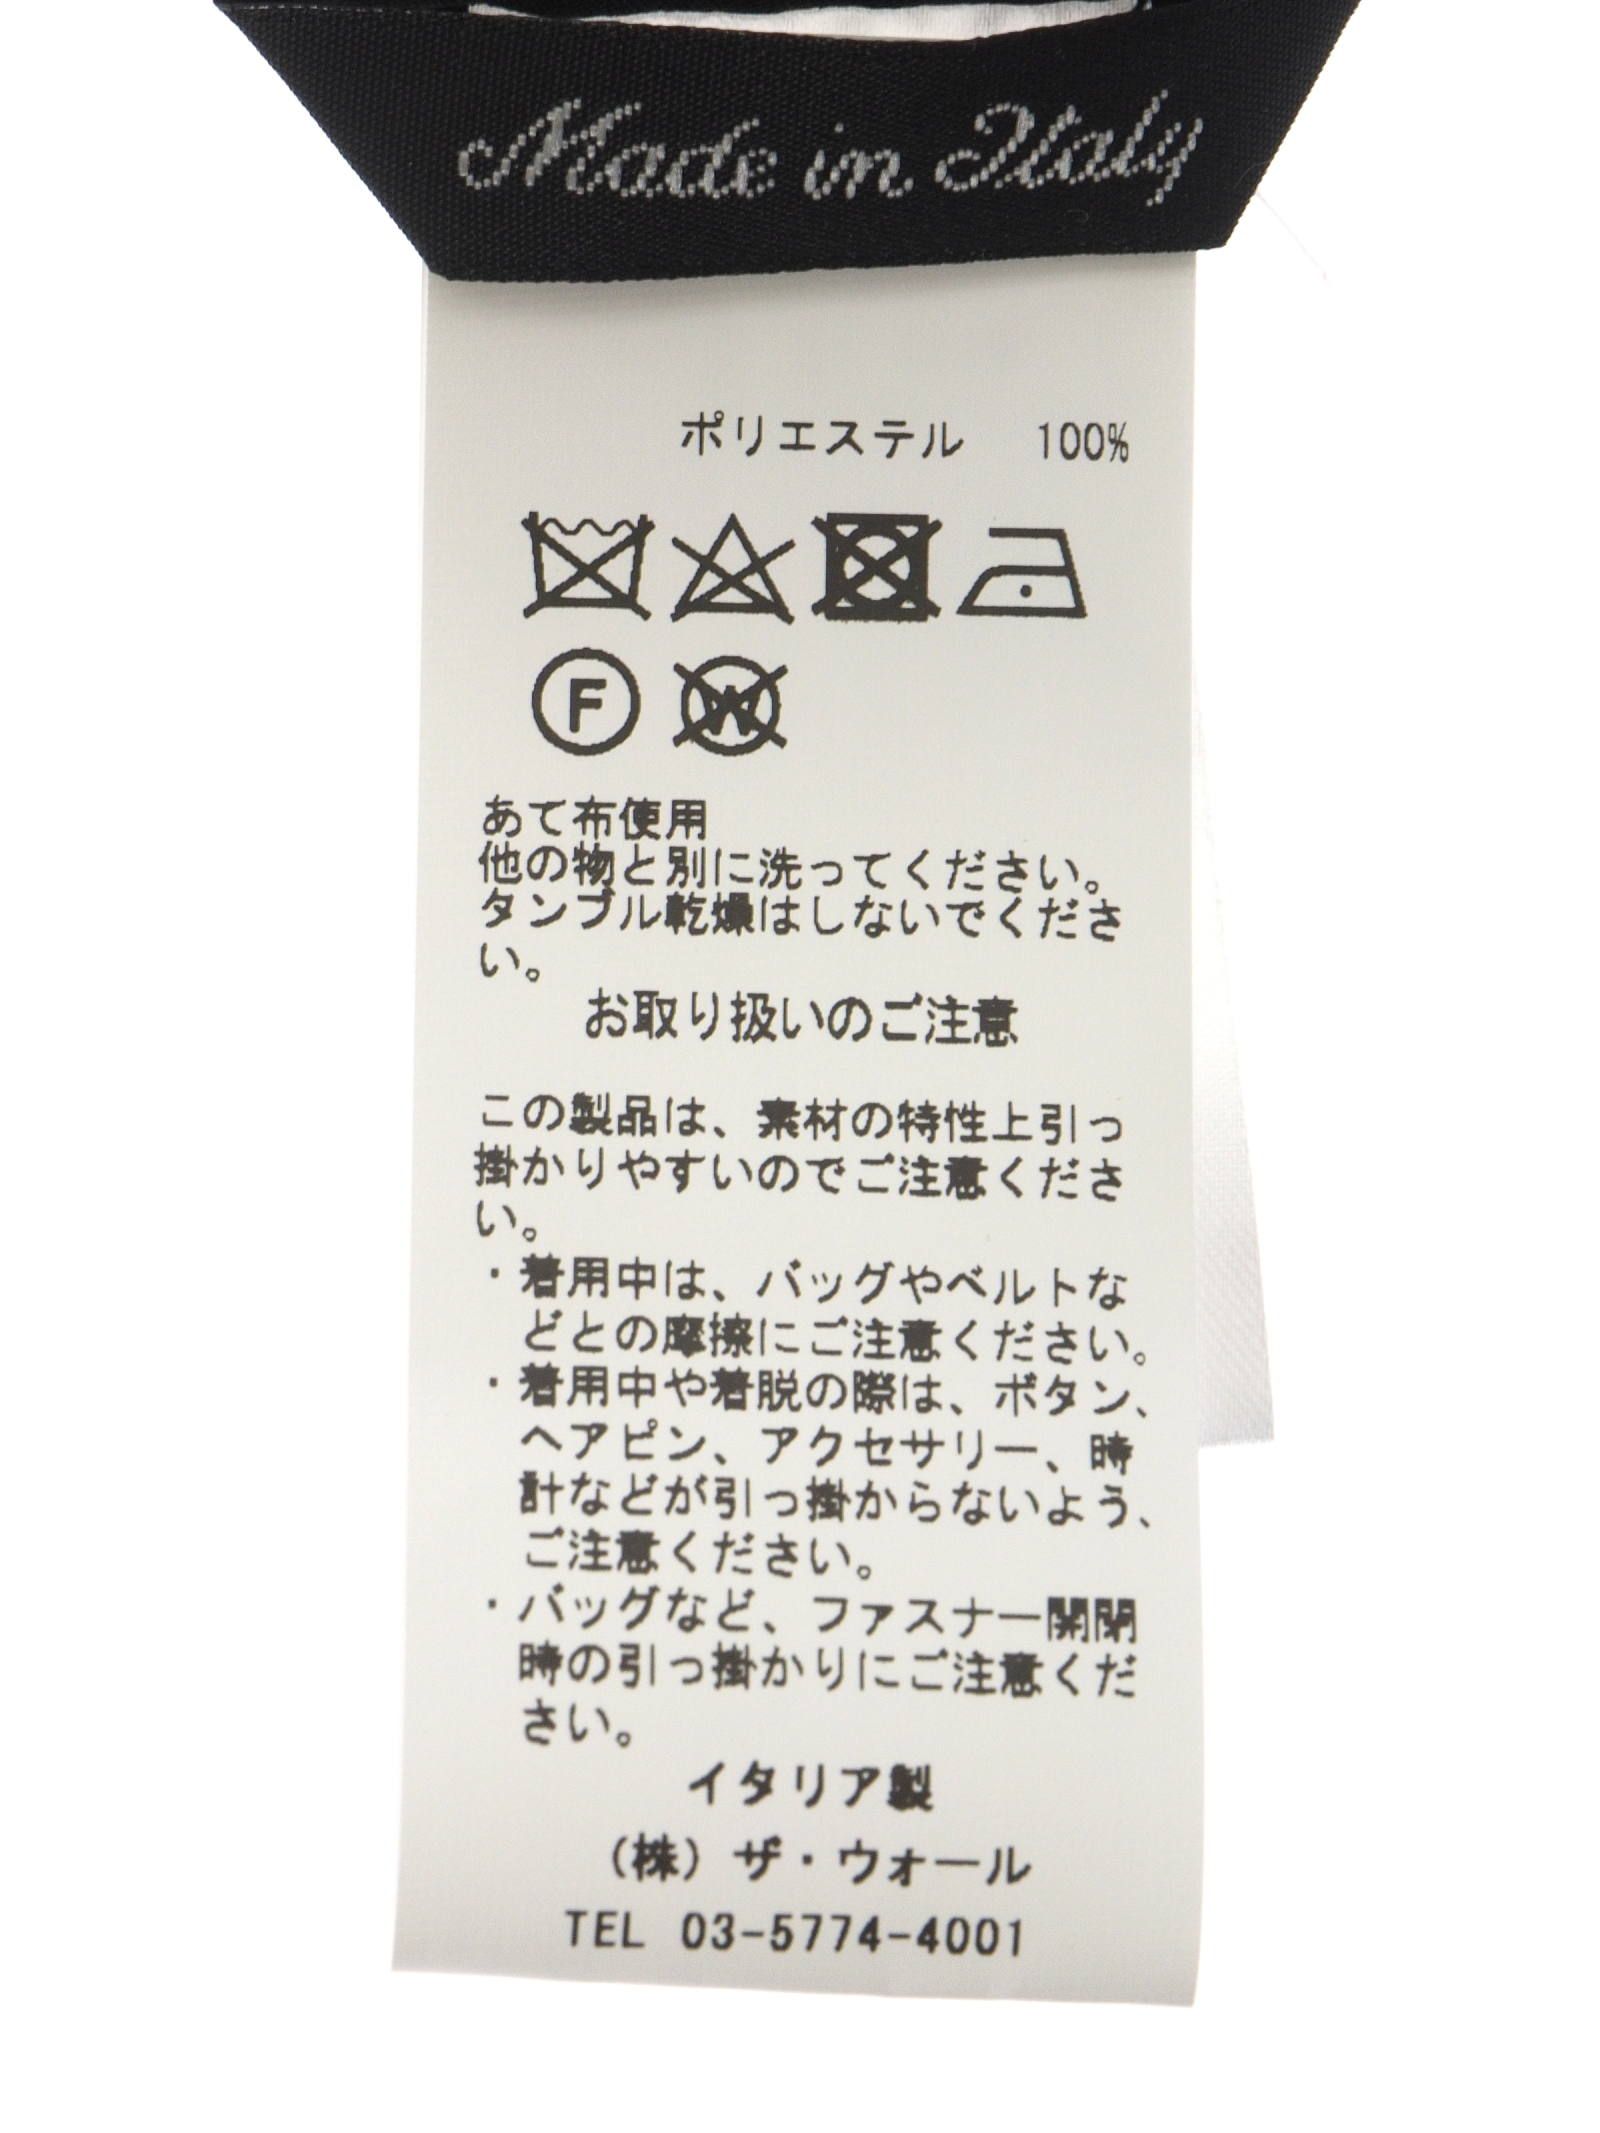 Made in Italy
ポリエステル 100%
F
W
あて布使用
他の物と別に洗ってください。
タンブル乾燥はしないでくださ
い。
お取り扱いのご注意
この製品は、素材の特性上引っ
掛かりやすいのでご注意くださ
い。
・着用中は、バッグやベルトな
どとの摩擦にご注意ください。
・着用中や着脱の際は、ボタン、
ヘアピン、アクセサリー、時
計などが引っ掛からないよう、
ご注意ください。
・バッグなど、ファスナー開閉
時の引っ掛かりにご注意くだ
さい。
イタリア製
(株) ザ・ウォール
TEL 03-5774-4001